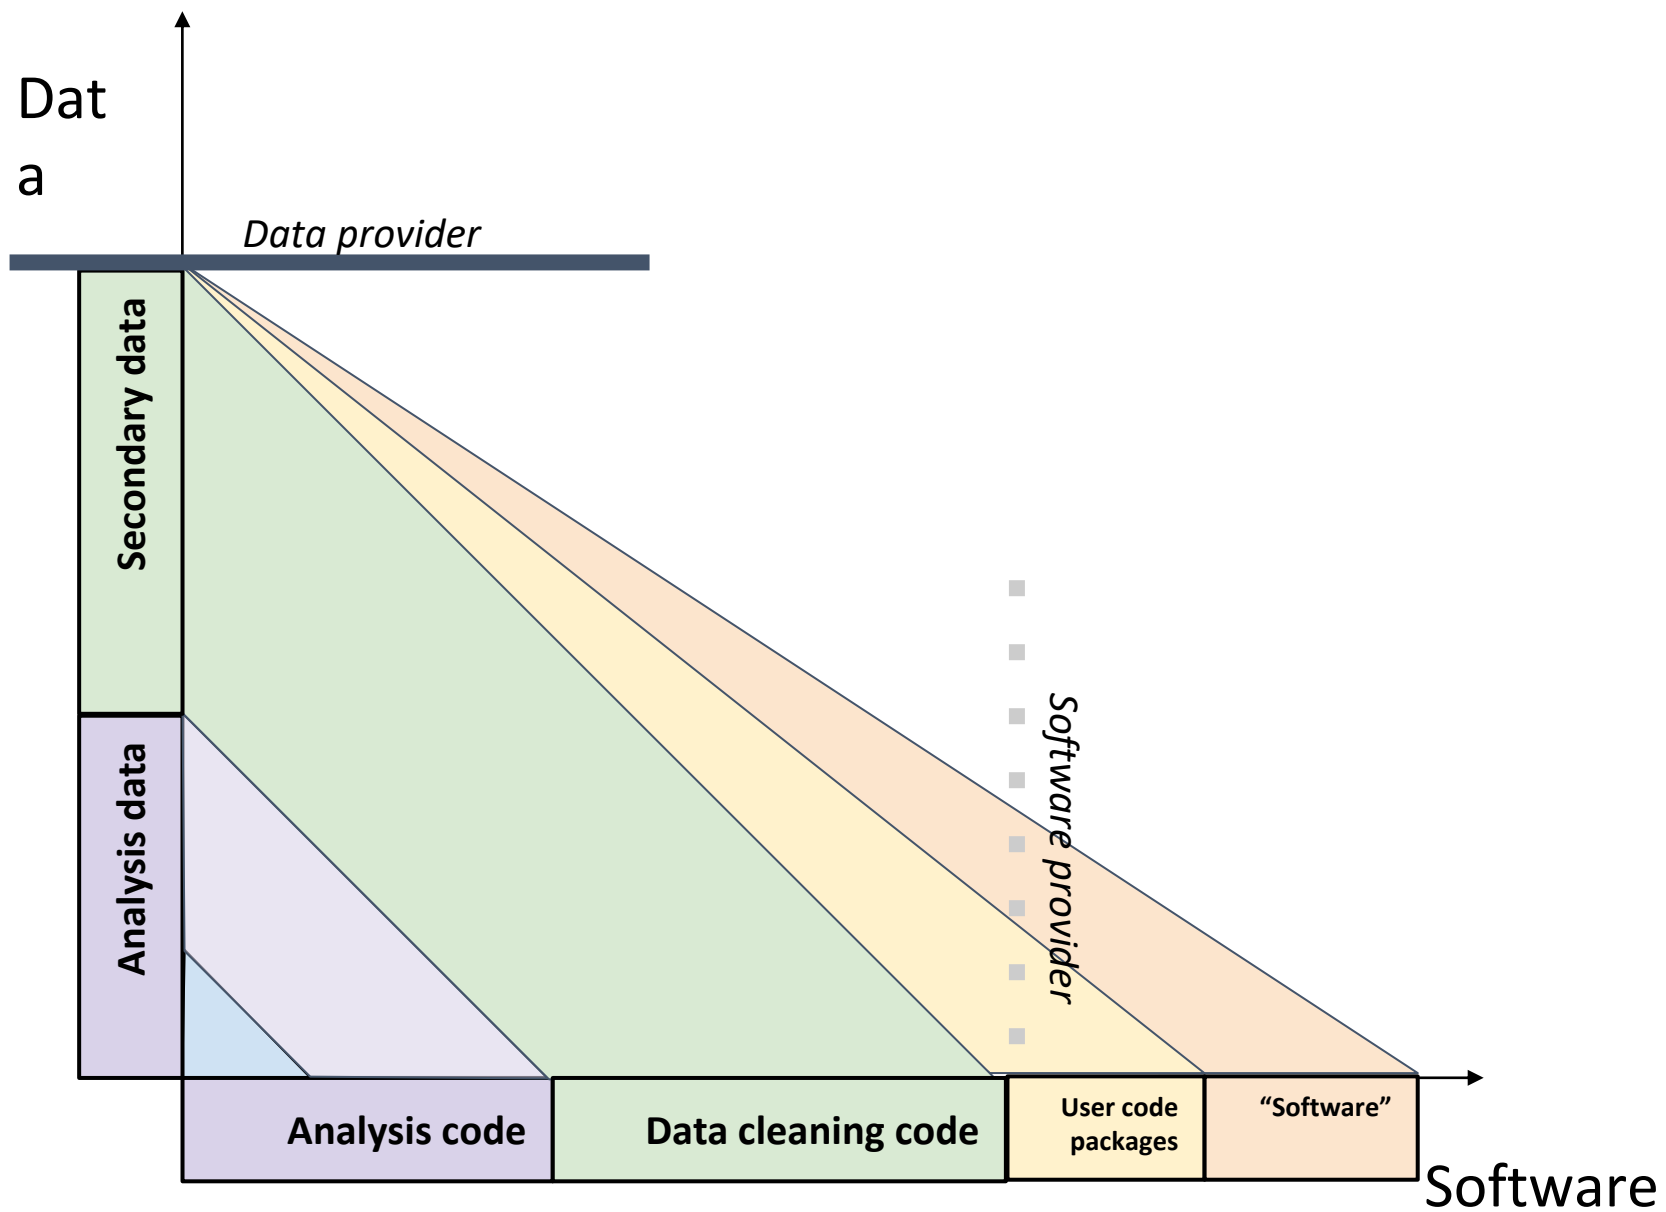 Dat
a
Data provider
Secondary data
Analysis data
Software provider
Analysis code
Data cleaning code
User code
packages
“Software”
Software